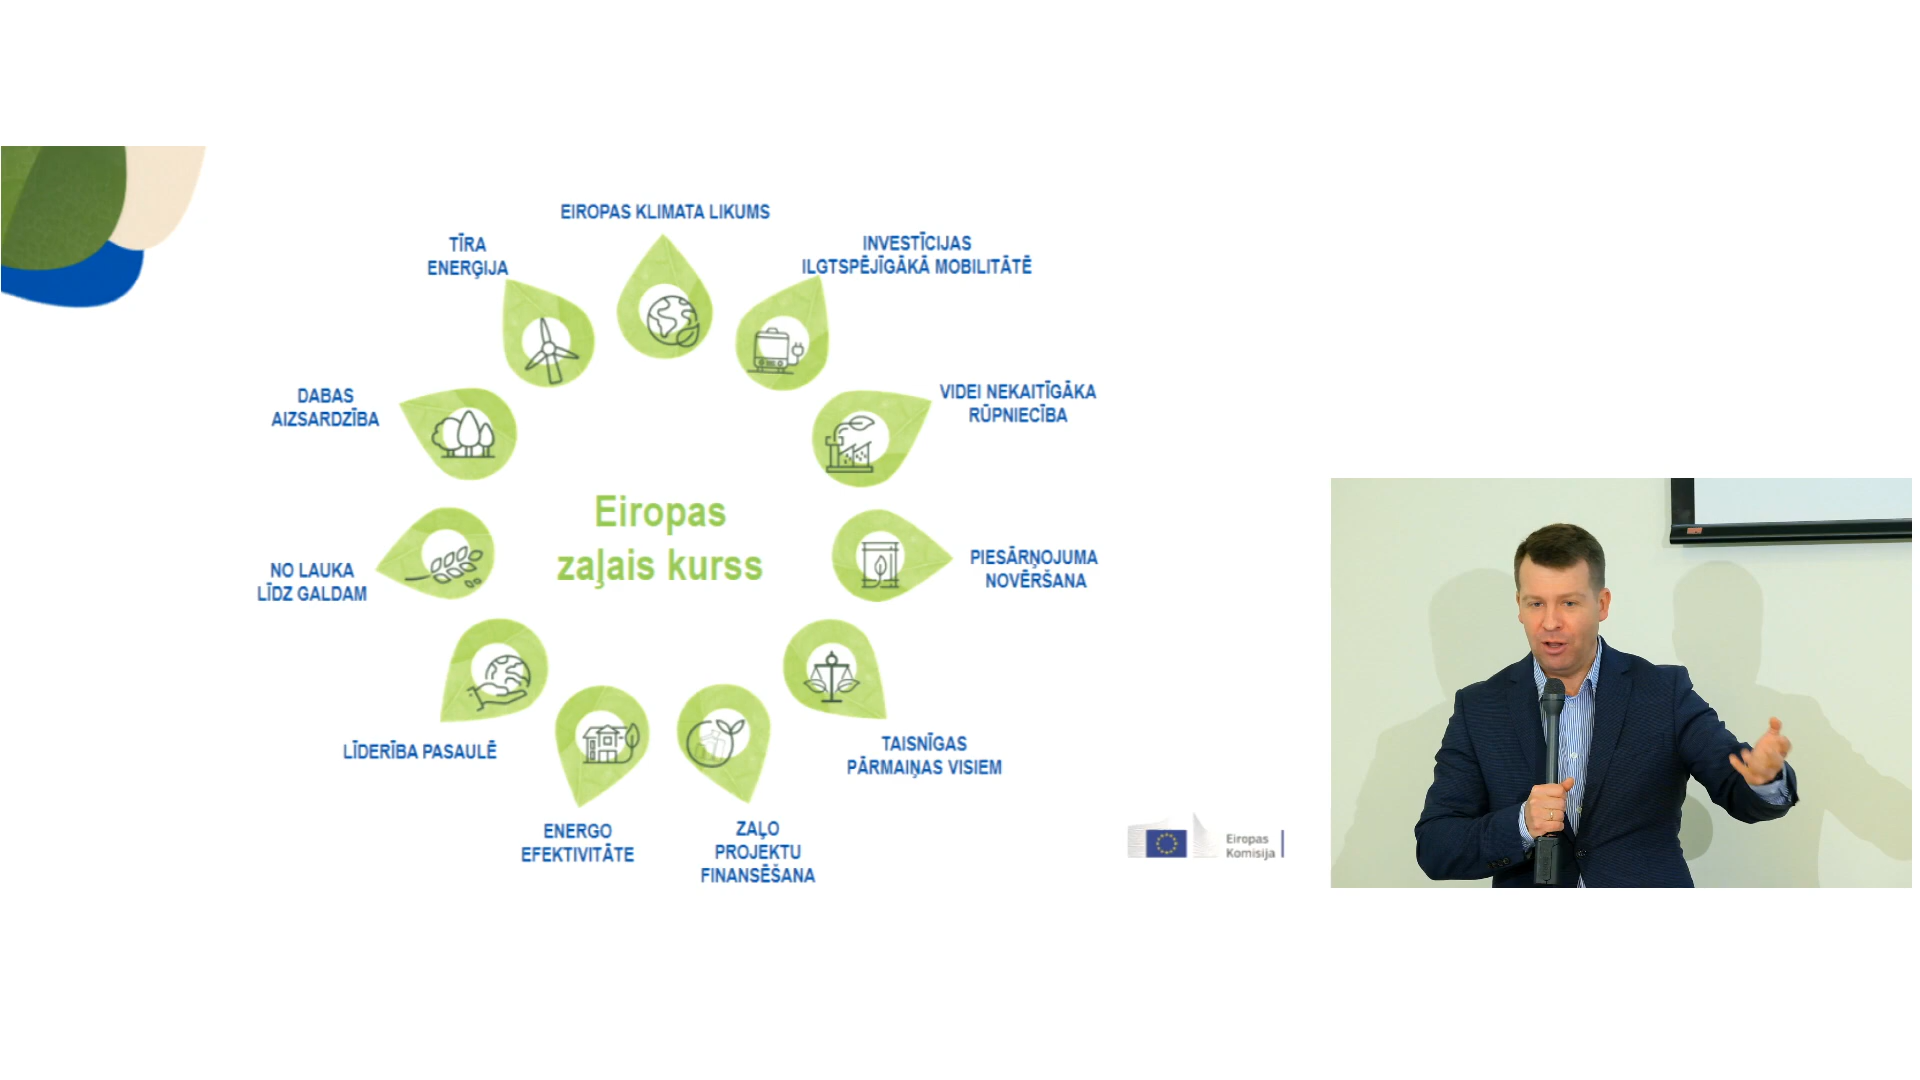 EIROPAS KLIMATA LIKUMS
TĪRA
ENERĢIJA
INVESTĪCIJAS
ILGTSPĒJĪGĀKĀ MOBILITĀTĒ
DABAS
AIZSARDZĪBA
VIDEI NEKAITĪGĀKA
RŪPNIECĪBA
Eiropas
zaļais kurss
NO LAUKA
LĪDZ GALDAM
PIESĀRŅOJUMA
NOVĒRŠANA
LĪDERĪBA PASAULĒ
TAISNĪGAS
PĀRMAIŅAS VISIEM
ENERGO
EFEKTIVITĀTE
ZAĻO
PROJEKTU
FINANSĒŠANA
Eiropas
Komisija